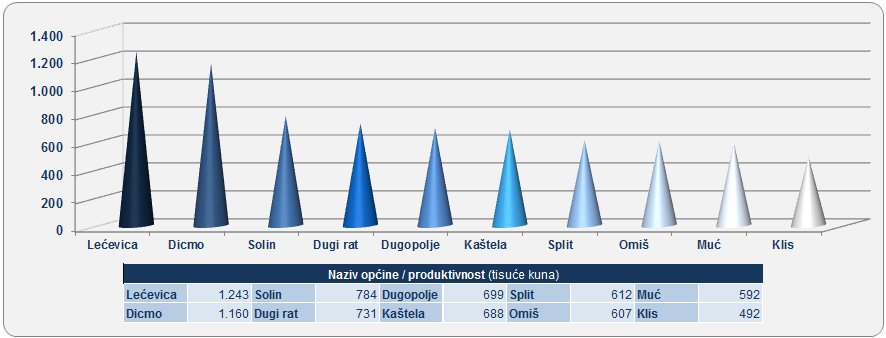 1.400
1.200
1.000
800
600
400
200
0
Lećevica Dicmo Solin Dugi rat Dugopolje Kaštela Split Omiš Muć Klis
Naziv općine / produktivnost (tisuće kuna)
Lećevica 1.243 Solin 784 Dugopolje 699 Split 612 Muć 592
Dicmo 1.160 Dugi rat 731 Kaštela 688 Omiš 607 Klis 492